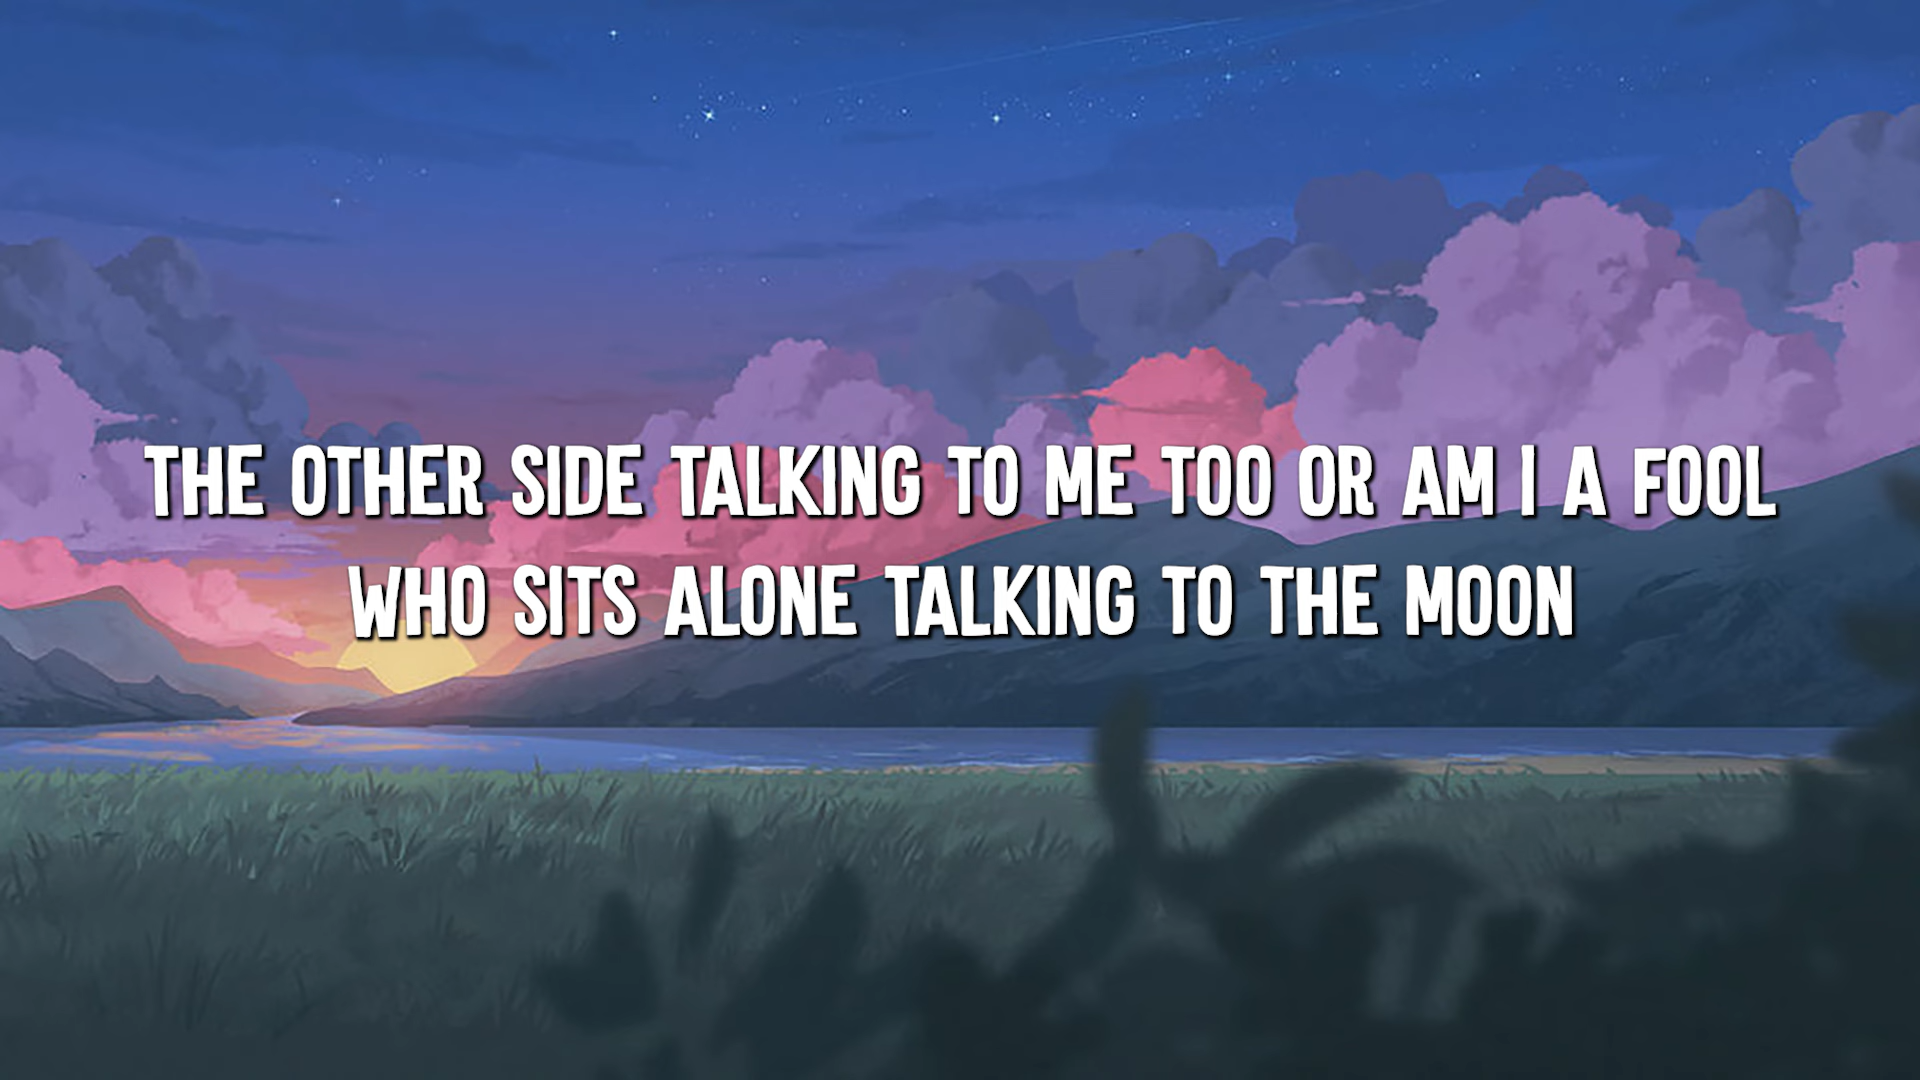 THE OTHER SIDE TALKING TO ME TOO OR AM I A FOOL
WHO SITS ALONE TALKING TO THE MOON